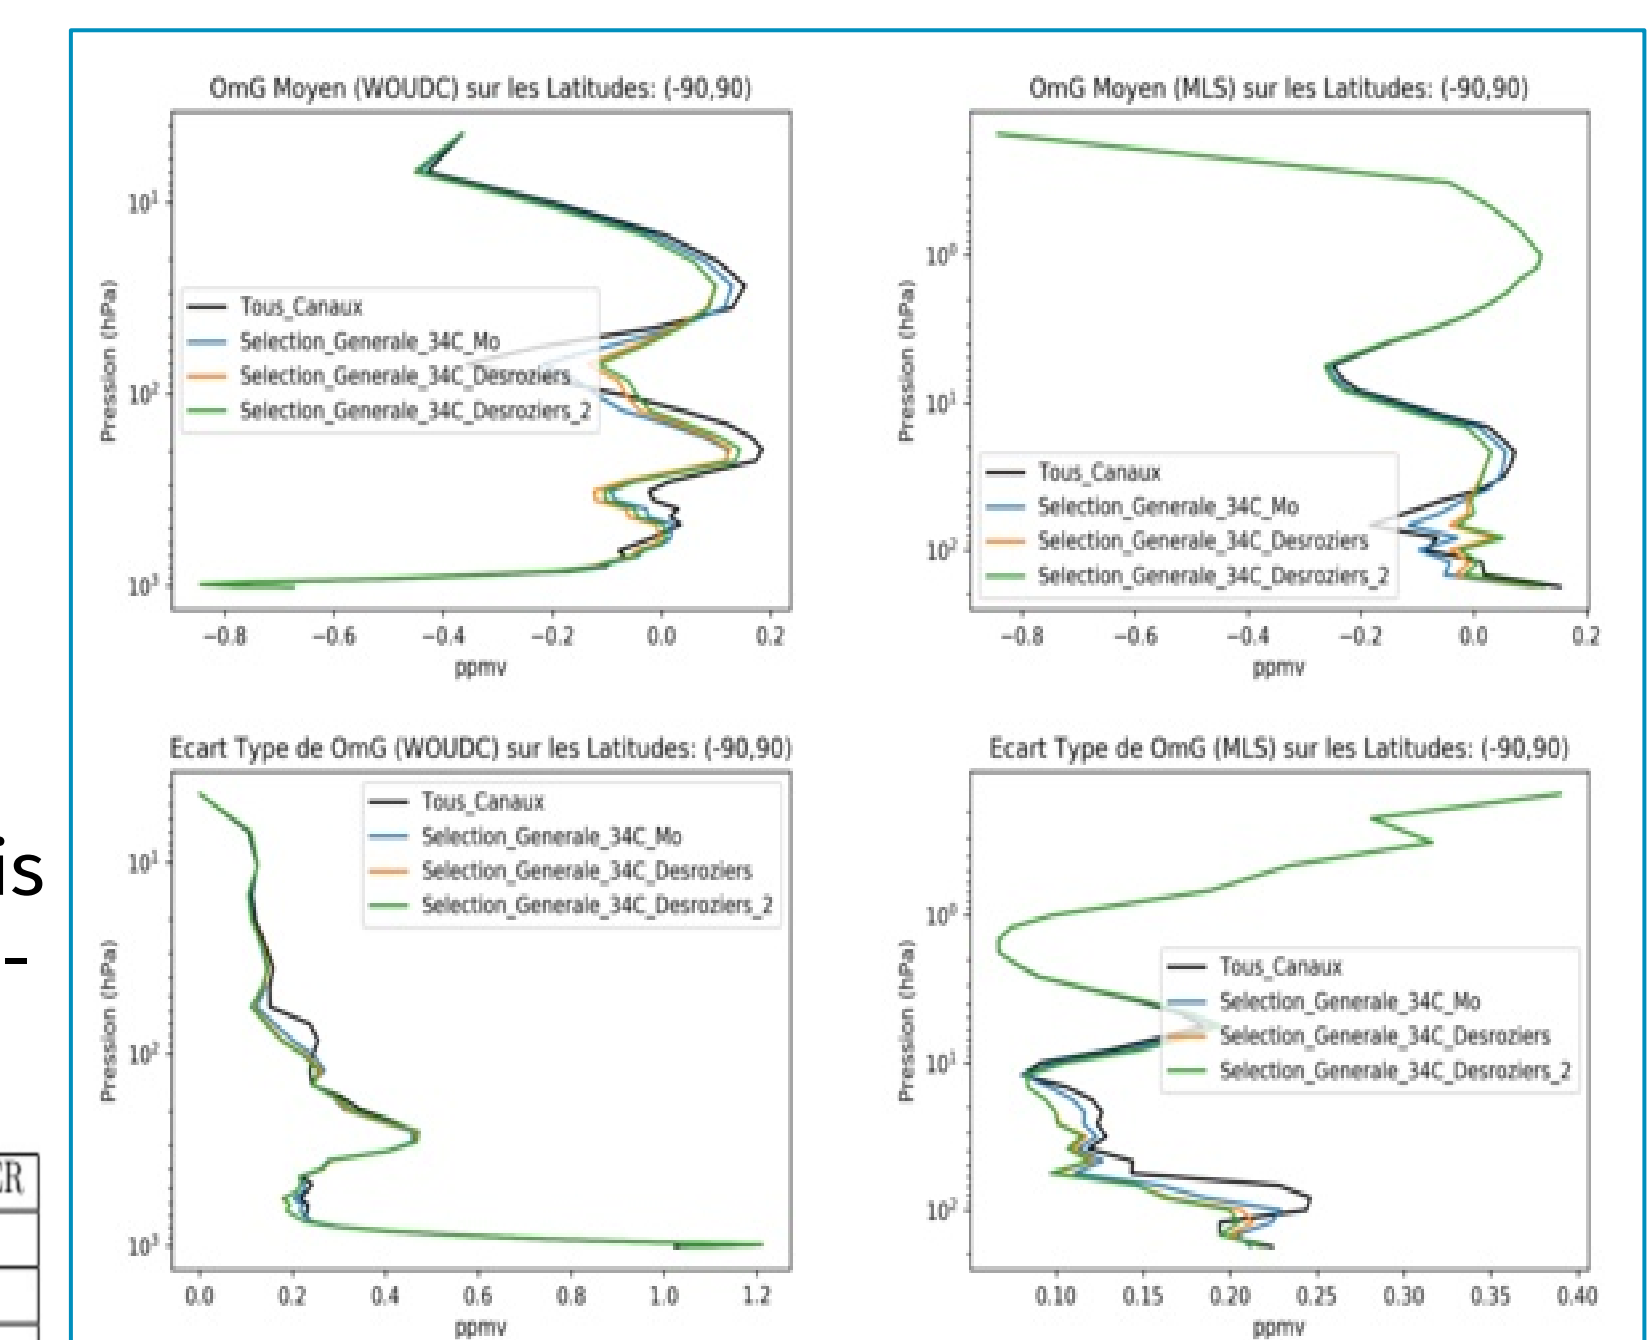 OmG Moyen (WOUDC) sur les Latitudes: (-90,90)
Pression (hPa)
10¹
10²
10³
Tous_Canaux
Selection_Generale_34C_Mo
Selection_Generale_34C_Desroziers
Selection_Generale_34C_Desroziers_2
−0.8 −0.6 −0.4 −0.2 0.0 0.2
ppmv
OmG Moyen (MLS) sur les Latitudes: (-90,90)
Pression (hPa)
10⁰
10¹
10²
Tous_Canaux
Selection_Generale_34C_Mo
Selection_Generale_34C_Desroziers
Selection_Generale_34C_Desroziers_2
−0.8 −0.6 −0.4 −0.2 0.0 0.2
ppmv
Ecart Type de OmG (WOUDC) sur les Latitudes: (-90,90)
Pression (hPa)
10¹
10²
10³
Tous_Canaux
Selection_Generale_34C_Mo
Selection_Generale_34C_Desroziers
Selection_Generale_34C_Desroziers_2
0.0 0.2 0.4 0.6 0.8 1.0 1.2
ppmv
Ecart Type de OmG (MLS) sur les Latitudes: (-90,90)
Pression (hPa)
10⁰
10¹
10²
Tous_Canaux
Selection_Generale_34C_Mo
Selection_Generale_34C_Desroziers
Selection_Generale_34C_Desroziers_2
0.10 0.15 0.20 0.25 0.30 0.35 0.40
ppmv
is
-
ER